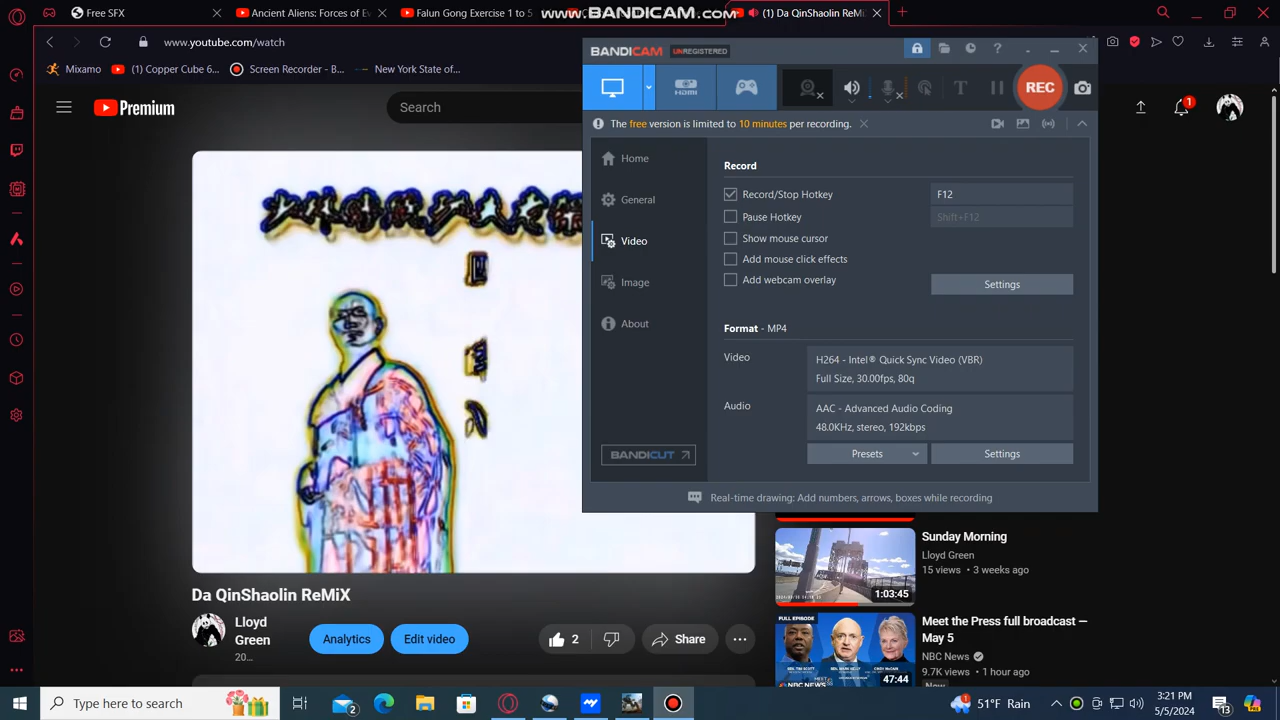 Free SFX
Ancient Aliens: Forces of Ev
Falun Gong Exercise 1 to 5
www.BANDICAM.com
(1) Da QinShaolin ReMi
www.youtube.com/watch
Mixamo
(1) Copper Cube 6...
Screen Recorder - B...
New York State of...
Premium
Search
1
BANDICAM UNREGISTERED
HDMI
REC
The free version is limited to 10 minutes per recording.
Home
General
Video
Image
About
BANDICUT
Record
Record/Stop Hotkey
F12
Pause Hotkey
Shift+F12
Show mouse cursor
Add mouse click effects
Add webcam overlay
Settings
Format - MP4
Video
H264 - Intel® Quick Sync Video (VBR)
Full Size, 30.00fps, 80q
Audio
AAC - Advanced Audio Coding
48.0KHz, stereo, 192kbps
Presets
Settings
Real-time drawing: Add numbers, arrows, boxes while recording
Da QinShaolin ReMiX
Lloyd
Green
20...
Analytics
Edit video
2
Share
Sunday Morning
Lloyd Green
15 views • 3 weeks ago
1:03:45
FULL EPISODE
Meet the Press full broadcast —
May 5
NBC News
9.7K views • 1 hour ago
Now
47:44
Type here to search
2
51°F Rain
3:21 PM
5/5/2024
13